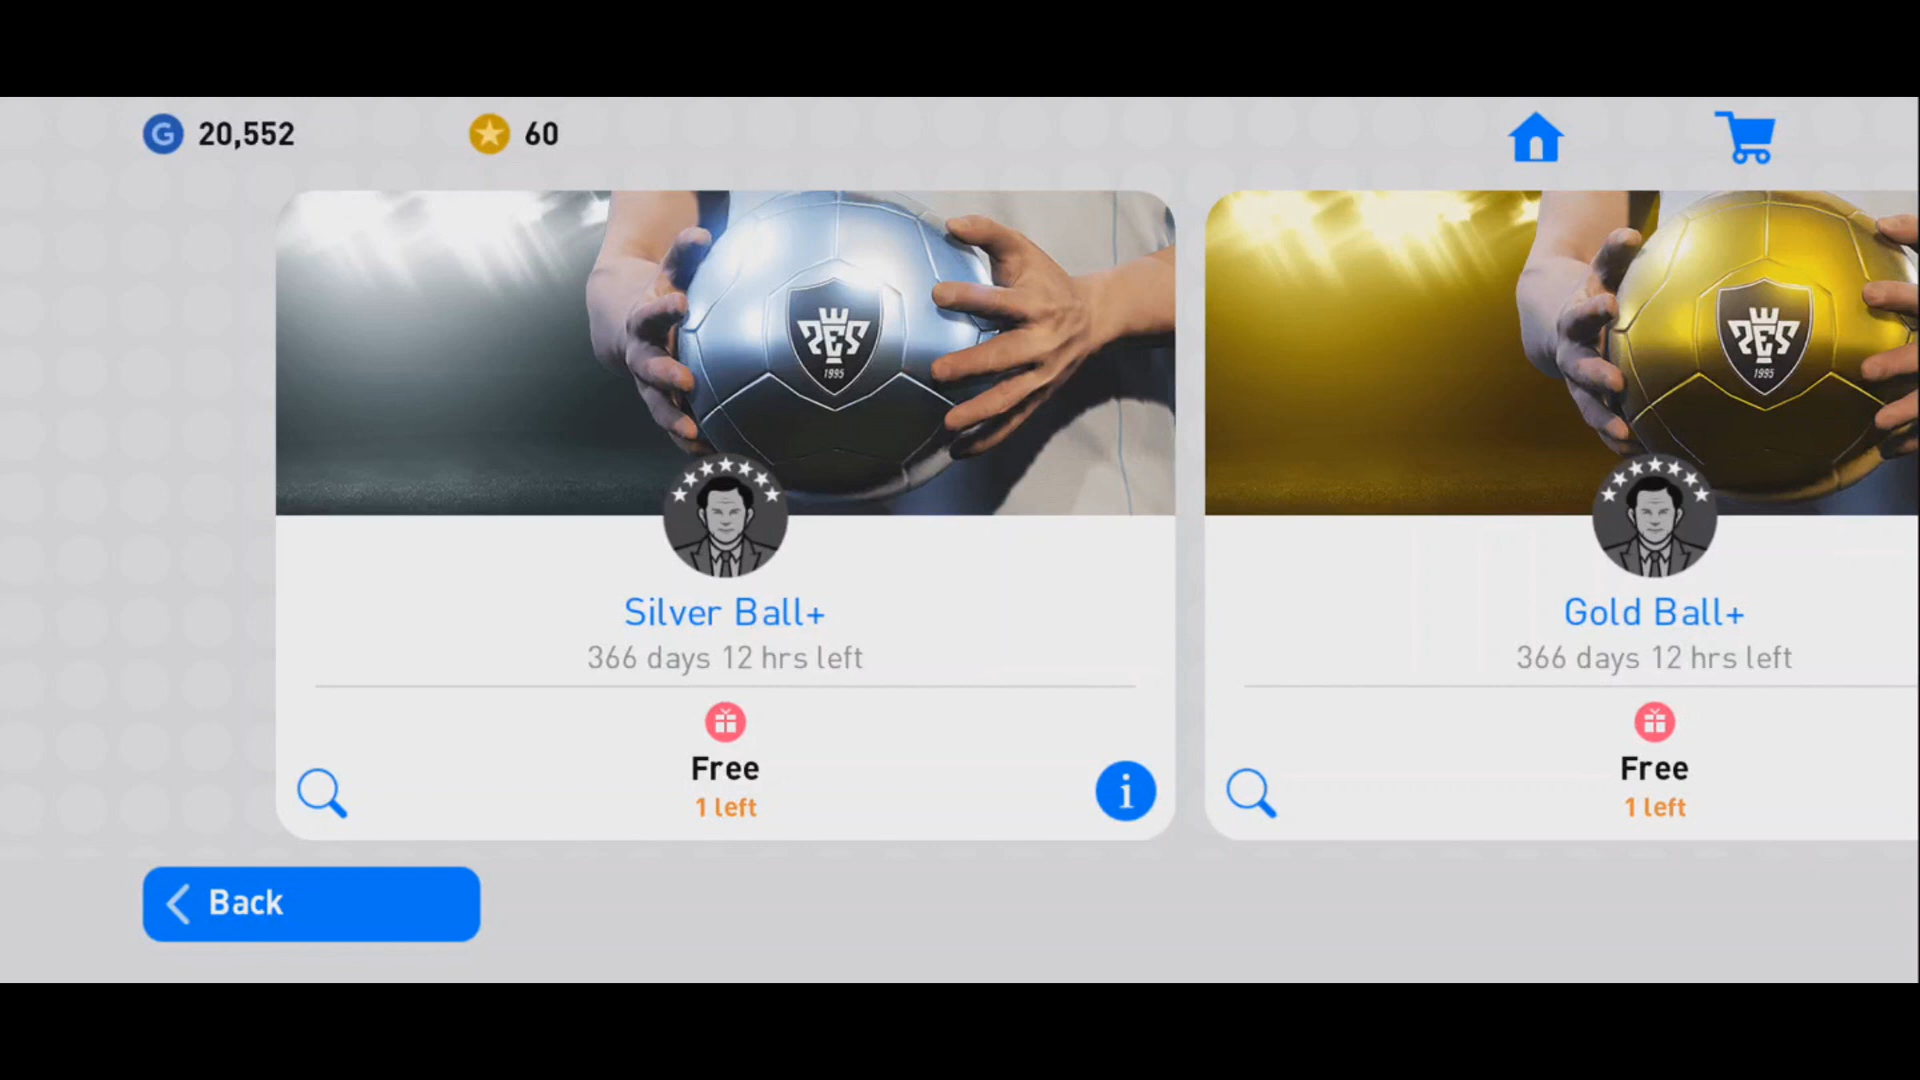 G 20,552
60
PES
1995
PES
1995
Silver Ball+
366 days 12 hrs left
Free
1 left
i
Gold Ball+
366 days 12 hrs left
Free
1 left
Back